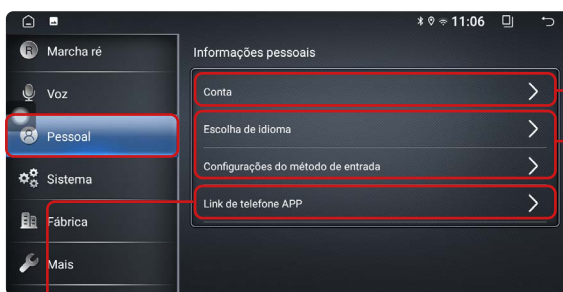 11:06
R Marcha ré
Informações pessoais
Voz
Conta
Pessoal
Escolha de idioma
Sistema
Configurações do método de entrada
Fábrica
Link de telefone APP
Mais